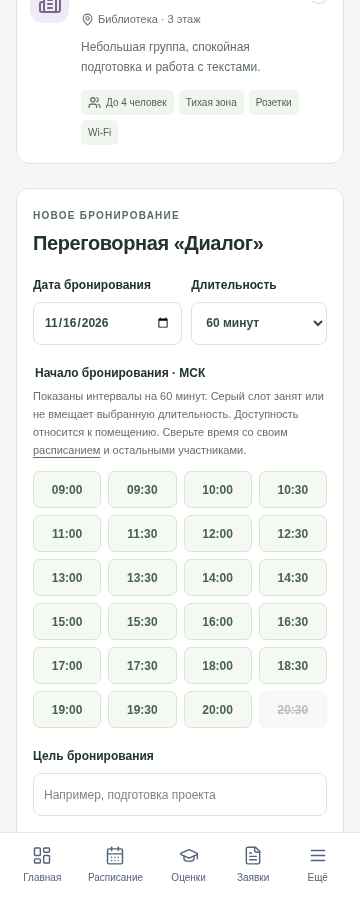 Библиотека · 3 этаж
Небольшая группа, спокойная
подготовка и работа с текстами.
До 4 человек
Тихая зона
Розетки
Wi-Fi
НОВОЕ БРОНИРОВАНИЕ
Переговорная «Диалог»
Дата бронирования
Длительность
11/16/2026
60 минут
Начало бронирования · МСК
Показаны интервалы на 60 минут. Серый слот занят или
не вмещает выбранную длительность. Доступность
относится к помещению. Сверьте время со своим
расписанием и остальными участниками.
09:00 09:30 10:00 10:30
11:00 11:30 12:00 12:30
13:00 13:30 14:00 14:30
15:00 15:30 16:00 16:30
17:00 17:30 18:00 18:30
19:00 19:30 20:00 20:30
Цель бронирования
Например, подготовка проекта
Главная Расписание Оценки Заявки Ещё